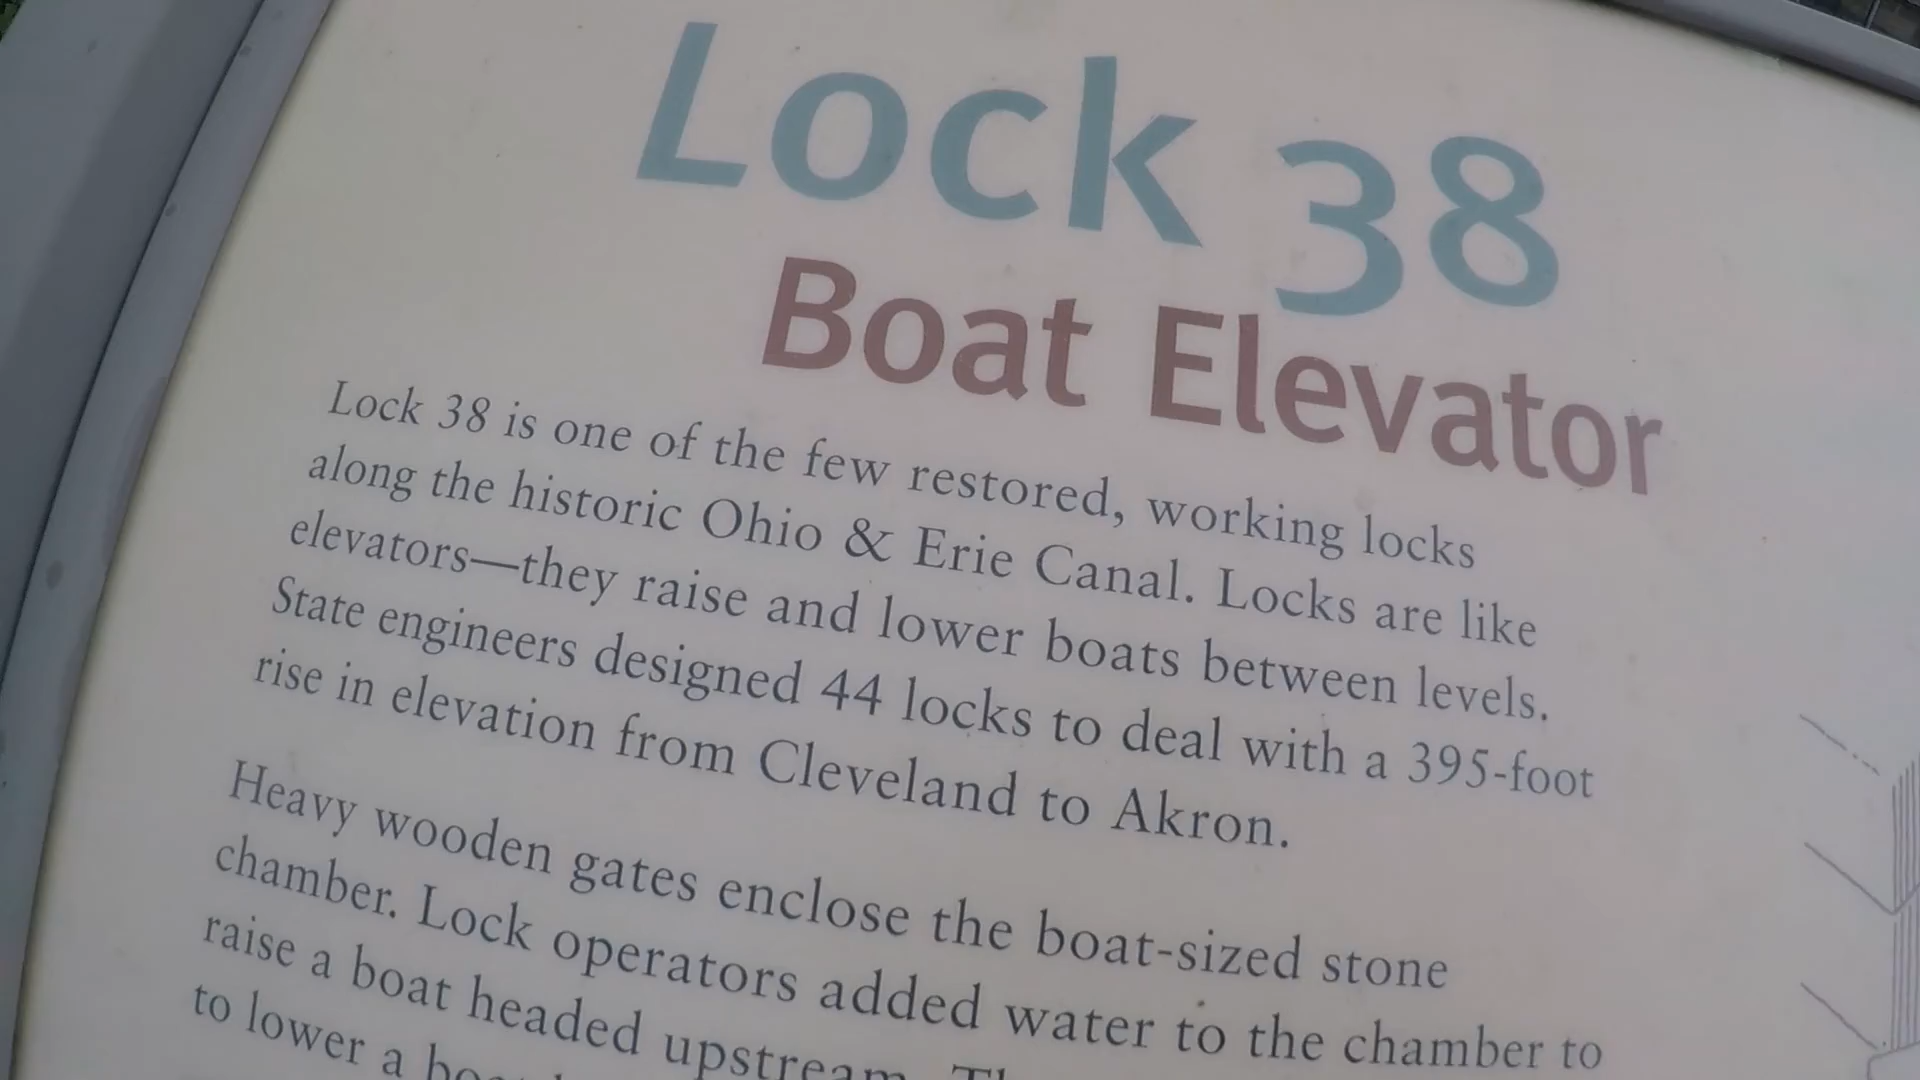 Lock 38
Boat Elevator
Lock 38 is one of the few restored, working locks
along the historic Ohio & Erie Canal. Locks are like
elevators—they raise and lower boats between levels.
State engineers designed 44 locks to deal with a 395-foot
rise in elevation from Cleveland to Akron.
Heavy wooden gates enclose the boat-sized stone
chamber. Lock operators added water to the chamber to
raise a boat headed upstream.
to lower a